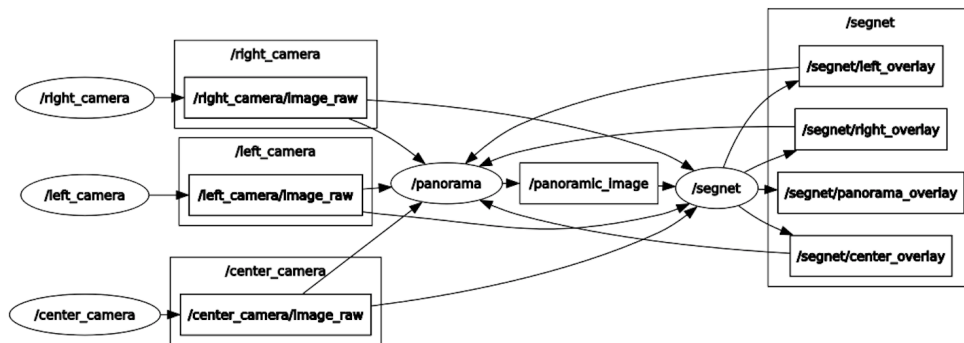 /segnet
/right_camera
/segnet/left_overlay
/right_camera
/right_camera/image_raw
/segnet/right_overlay
/left_camera
/left_camera
/left_camera/image_raw
/panorama
/panoramic_image
/segnet
/segnet/panorama_overlay
/segnet/center_overlay
/center_camera
/center_camera
/center_camera/image_raw